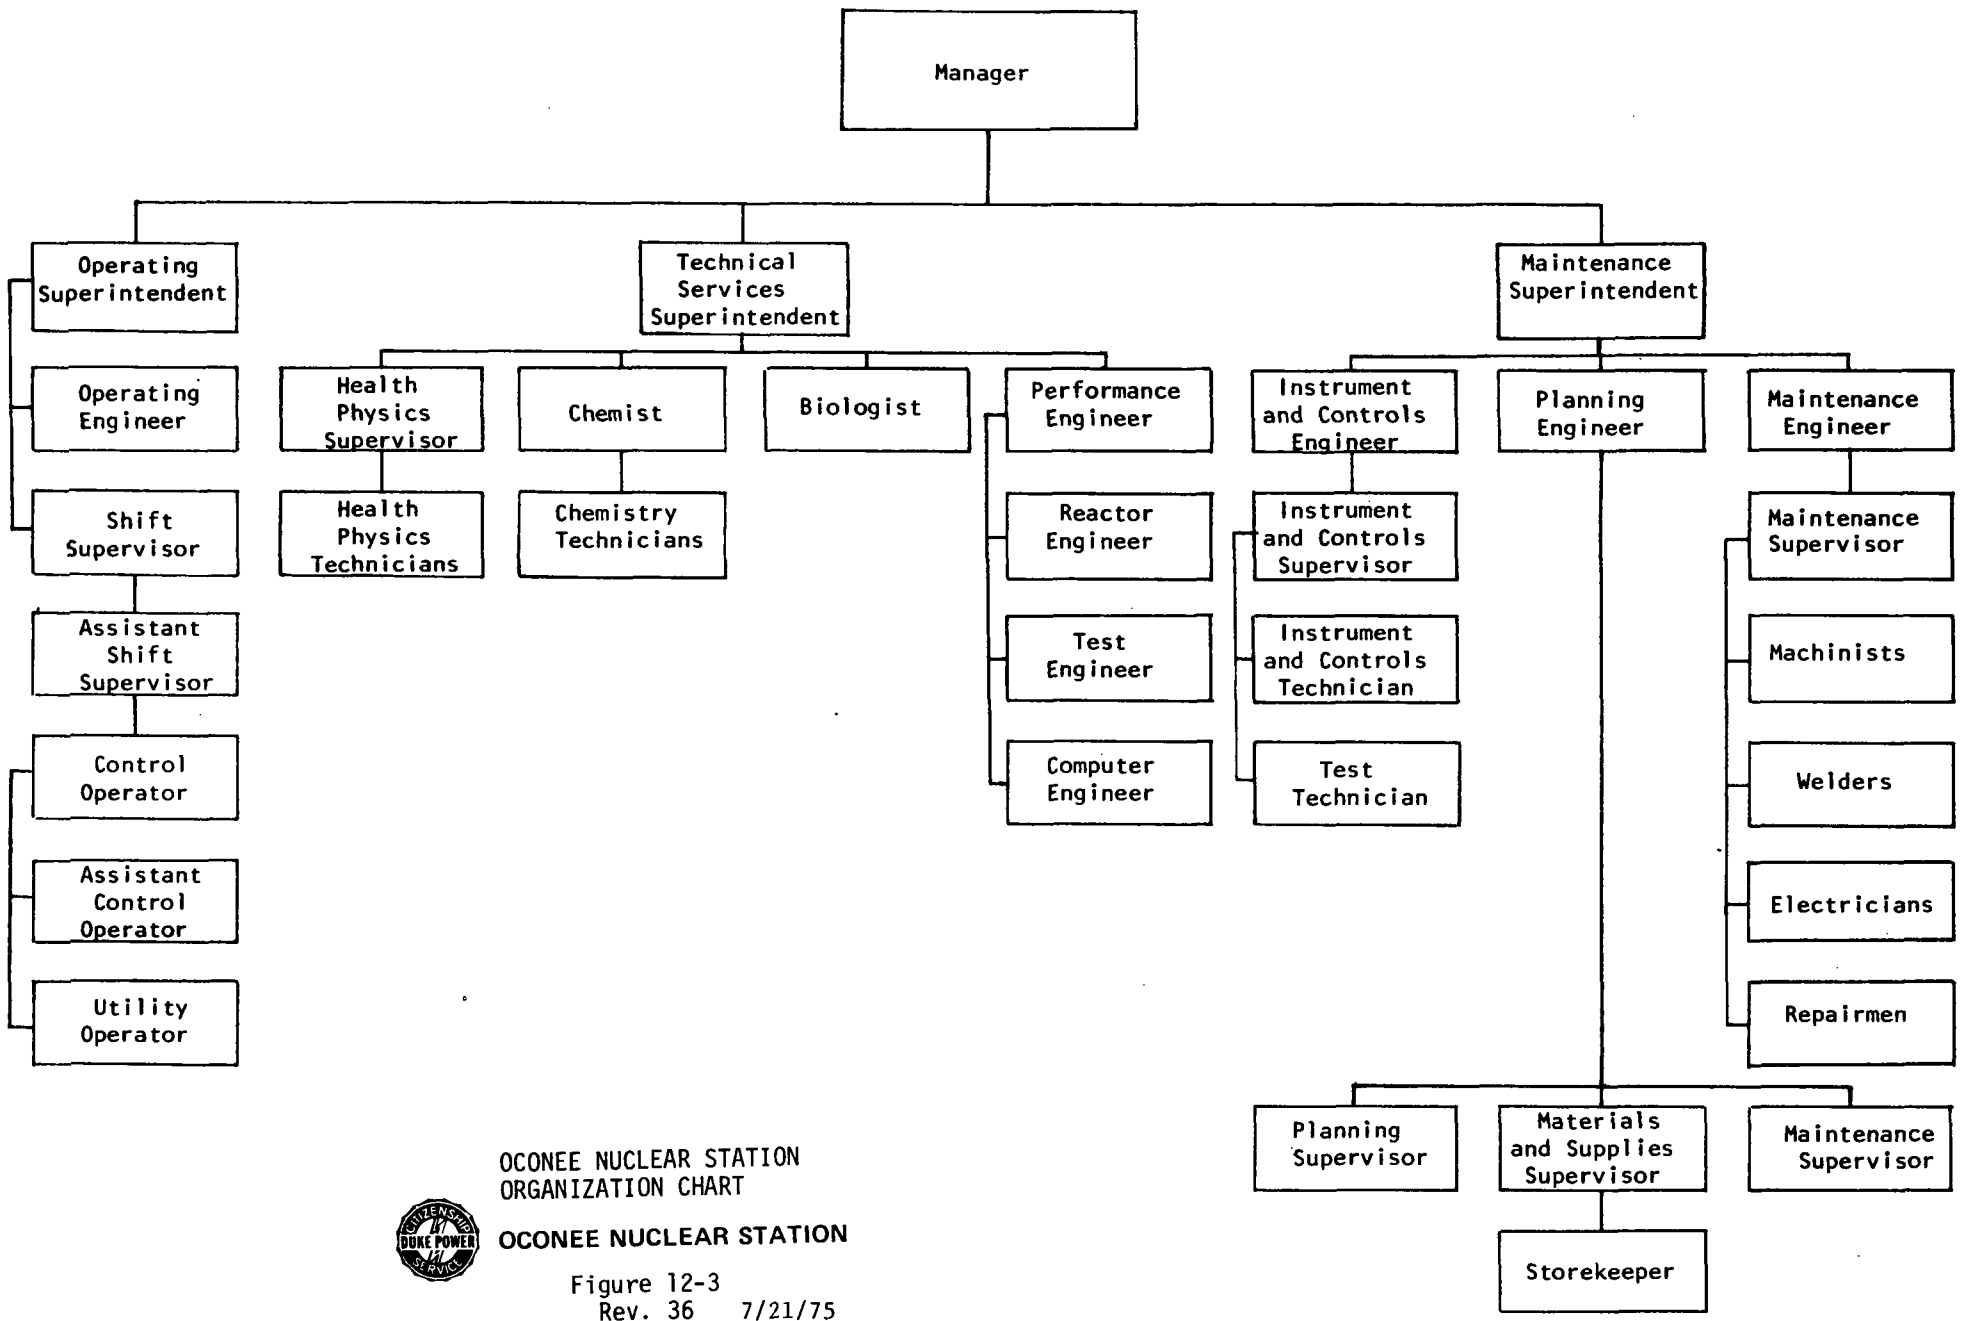 Manager
Operating
Superintendent
Technical
Services
Superintendent
Maintenance
Superintendent
Operating
Engineer
Health
Physics
Supervisor
Chemist
Biologist
Performance
Engineer
Instrument
and Controls
Engineer
Planning
Engineer
Maintenance
Engineer
Shift
Supervisor
Health
Physics
Technicians
Chemistry
Technicians
Reactor
Engineer
Instrument
and Controls
Supervisor
Maintenance
Supervisor
Assistant
Shift
Supervisor
Test
Engineer
Instrument
and Controls
Technician
Machinists
Control
Operator
Computer
Engineer
Test
Technician
Welders
Assistant
Control
Operator
Electricians
Utility
Operator
Repairmen
Planning
Supervisor
Materials
and Supplies
Supervisor
Maintenance
Supervisor
Storekeeper
OCONEE NUCLEAR STATION
ORGANIZATION CHART
CITIZENSHIP
DUKE POWER
SERVICE
OCONEE NUCLEAR STATION
Figure 12-3
Rev. 36 7/21/75